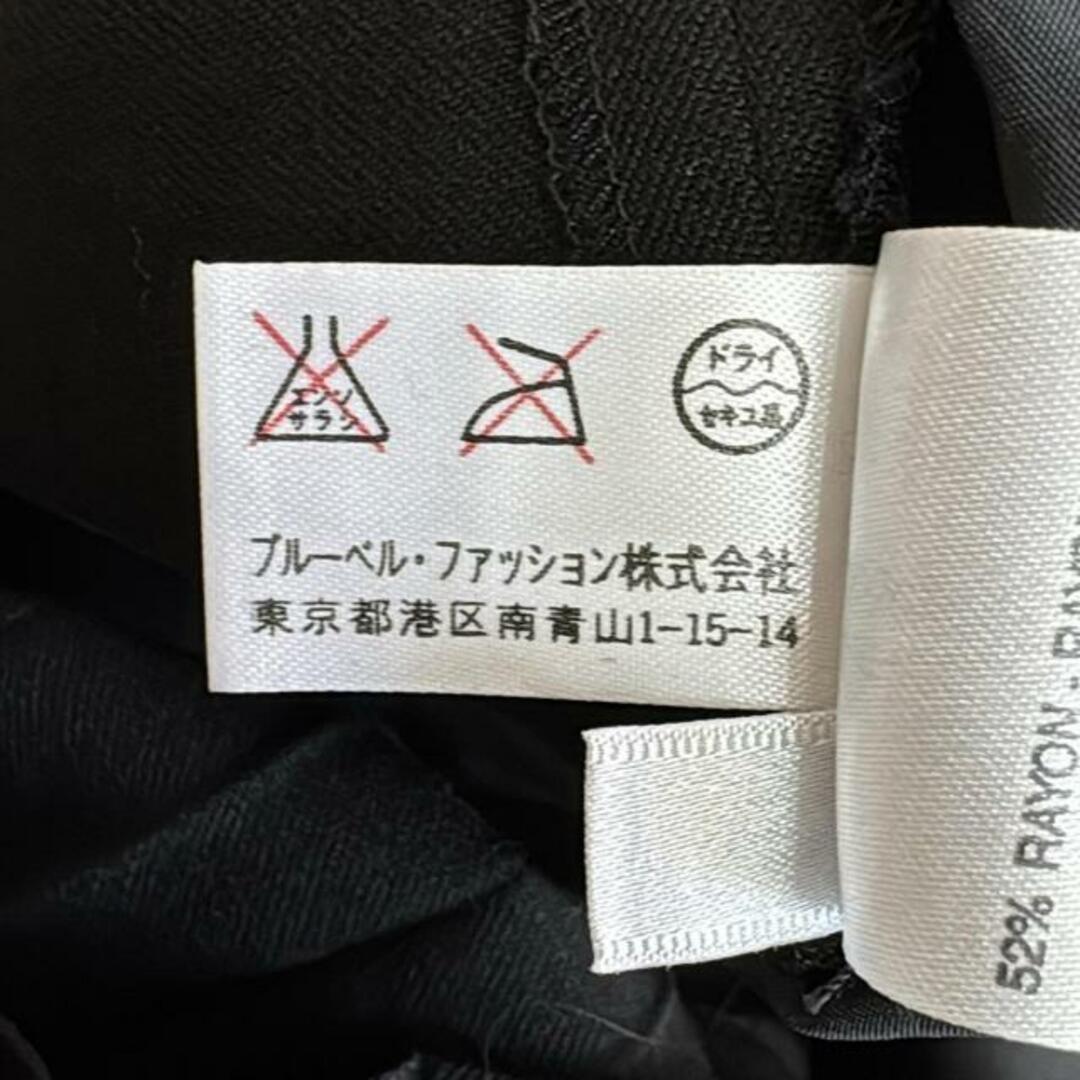 エンソ
サラシ
ドライ
セキユ系
ブルーベル・ファッション株式会社
東京都港区南青山1-15-14
52% RAYON - RAYO